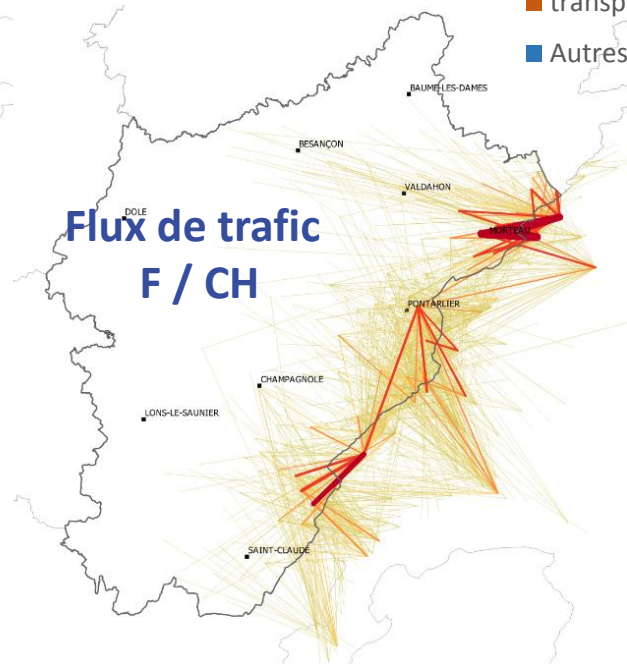 transp
Autres
BAUME-LES-DAMES
BESANÇON
VALDAHON
DOLE
Flux de trafic
F / CH
MORTEAU
PONTARLIER
CHAMPAGNOLE
LONS-LE-SAUNIER
SAINT-CLAUDE